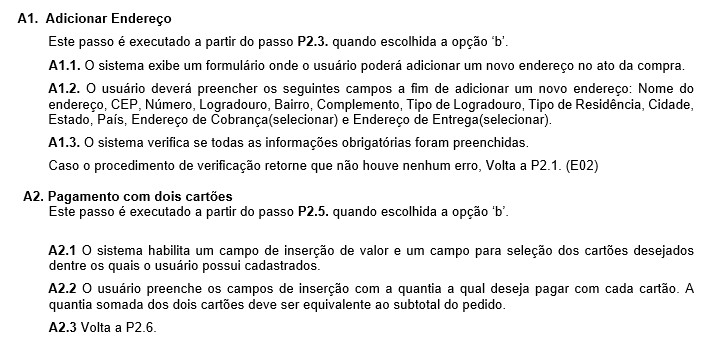 A1. Adicionar Endereço
Este passo é executado a partir do passo P2.3. quando escolhida a opção ‘b’.
A1.1. O sistema exibe um formulário onde o usuário poderá adicionar um novo endereço no ato da compra.
A1.2. O usuário deverá preencher os seguintes campos a fim de adicionar um novo endereço: Nome do
endereço, CEP, Número, Logradouro, Bairro, Complemento, Tipo de Logradouro, Tipo de Residência, Cidade,
Estado, País, Endereço de Cobrança(selecionar) e Endereço de Entrega(selecionar).
A1.3. O sistema verifica se todas as informações obrigatórias foram preenchidas.
Caso o procedimento de verificação retorne que não houve nenhum erro, Volta a P2.1. (E02)
A2. Pagamento com dois cartões
Este passo é executado a partir do passo P2.5. quando escolhida a opção ‘b’.
A2.1 O sistema habilita um campo de inserção de valor e um campo para seleção dos cartões desejados
dentre os quais o usuário possui cadastrados.
A2.2 O usuário preenche os campos de inserção com a quantia a qual deseja pagar com cada cartão. A
quantia somada dos dois cartões deve ser equivalente ao subtotal do pedido.
A2.3 Volta a P2.6.